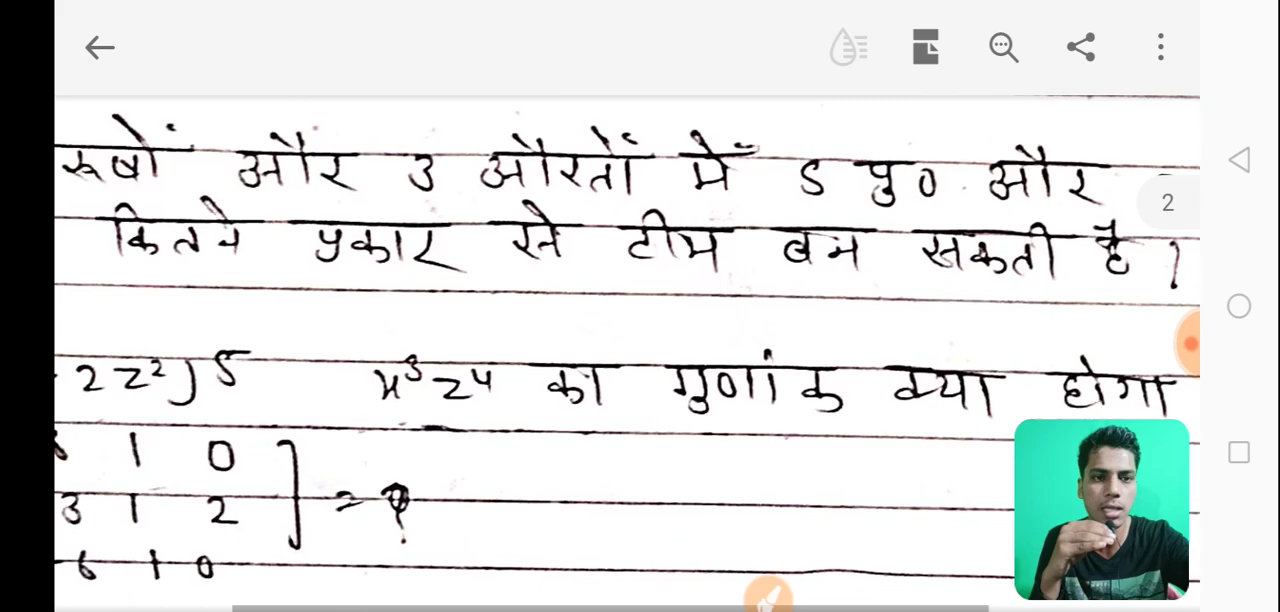 2
रुषों और 3 औरतों में 5 पु० और
कितने प्रकार से टीम बन सकती है।
2z²)⁵ x³z⁴ का गुणांक क्या होगा
1 0
3 1 2 ] = ?
6 1 0